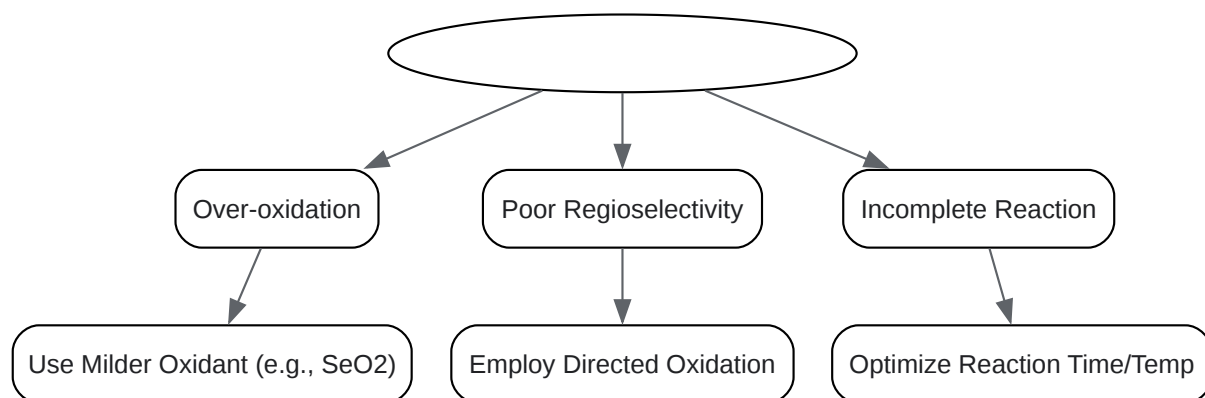 Over-oxidation
Poor Regioselectivity
Incomplete Reaction
Use Milder Oxidant (e.g., SeO2)
Employ Directed Oxidation
Optimize Reaction Time/Temp